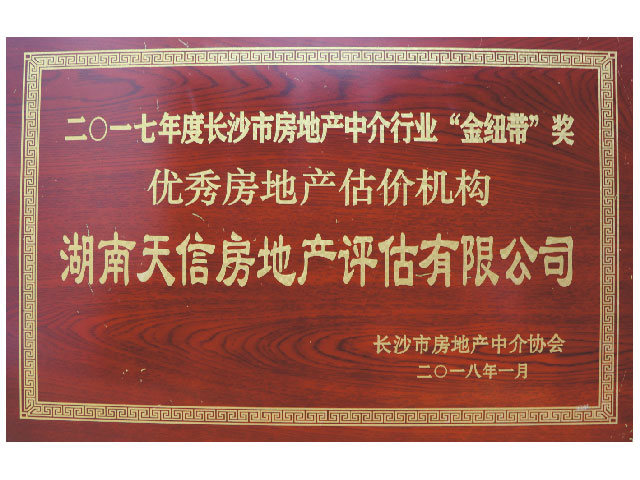 二〇一七年度长沙市房地产中介行业“金纽带”奖
优秀房地产估价机构
湖南天信房地产评估有限公司
长沙市房地产中介协会
二〇一八年一月